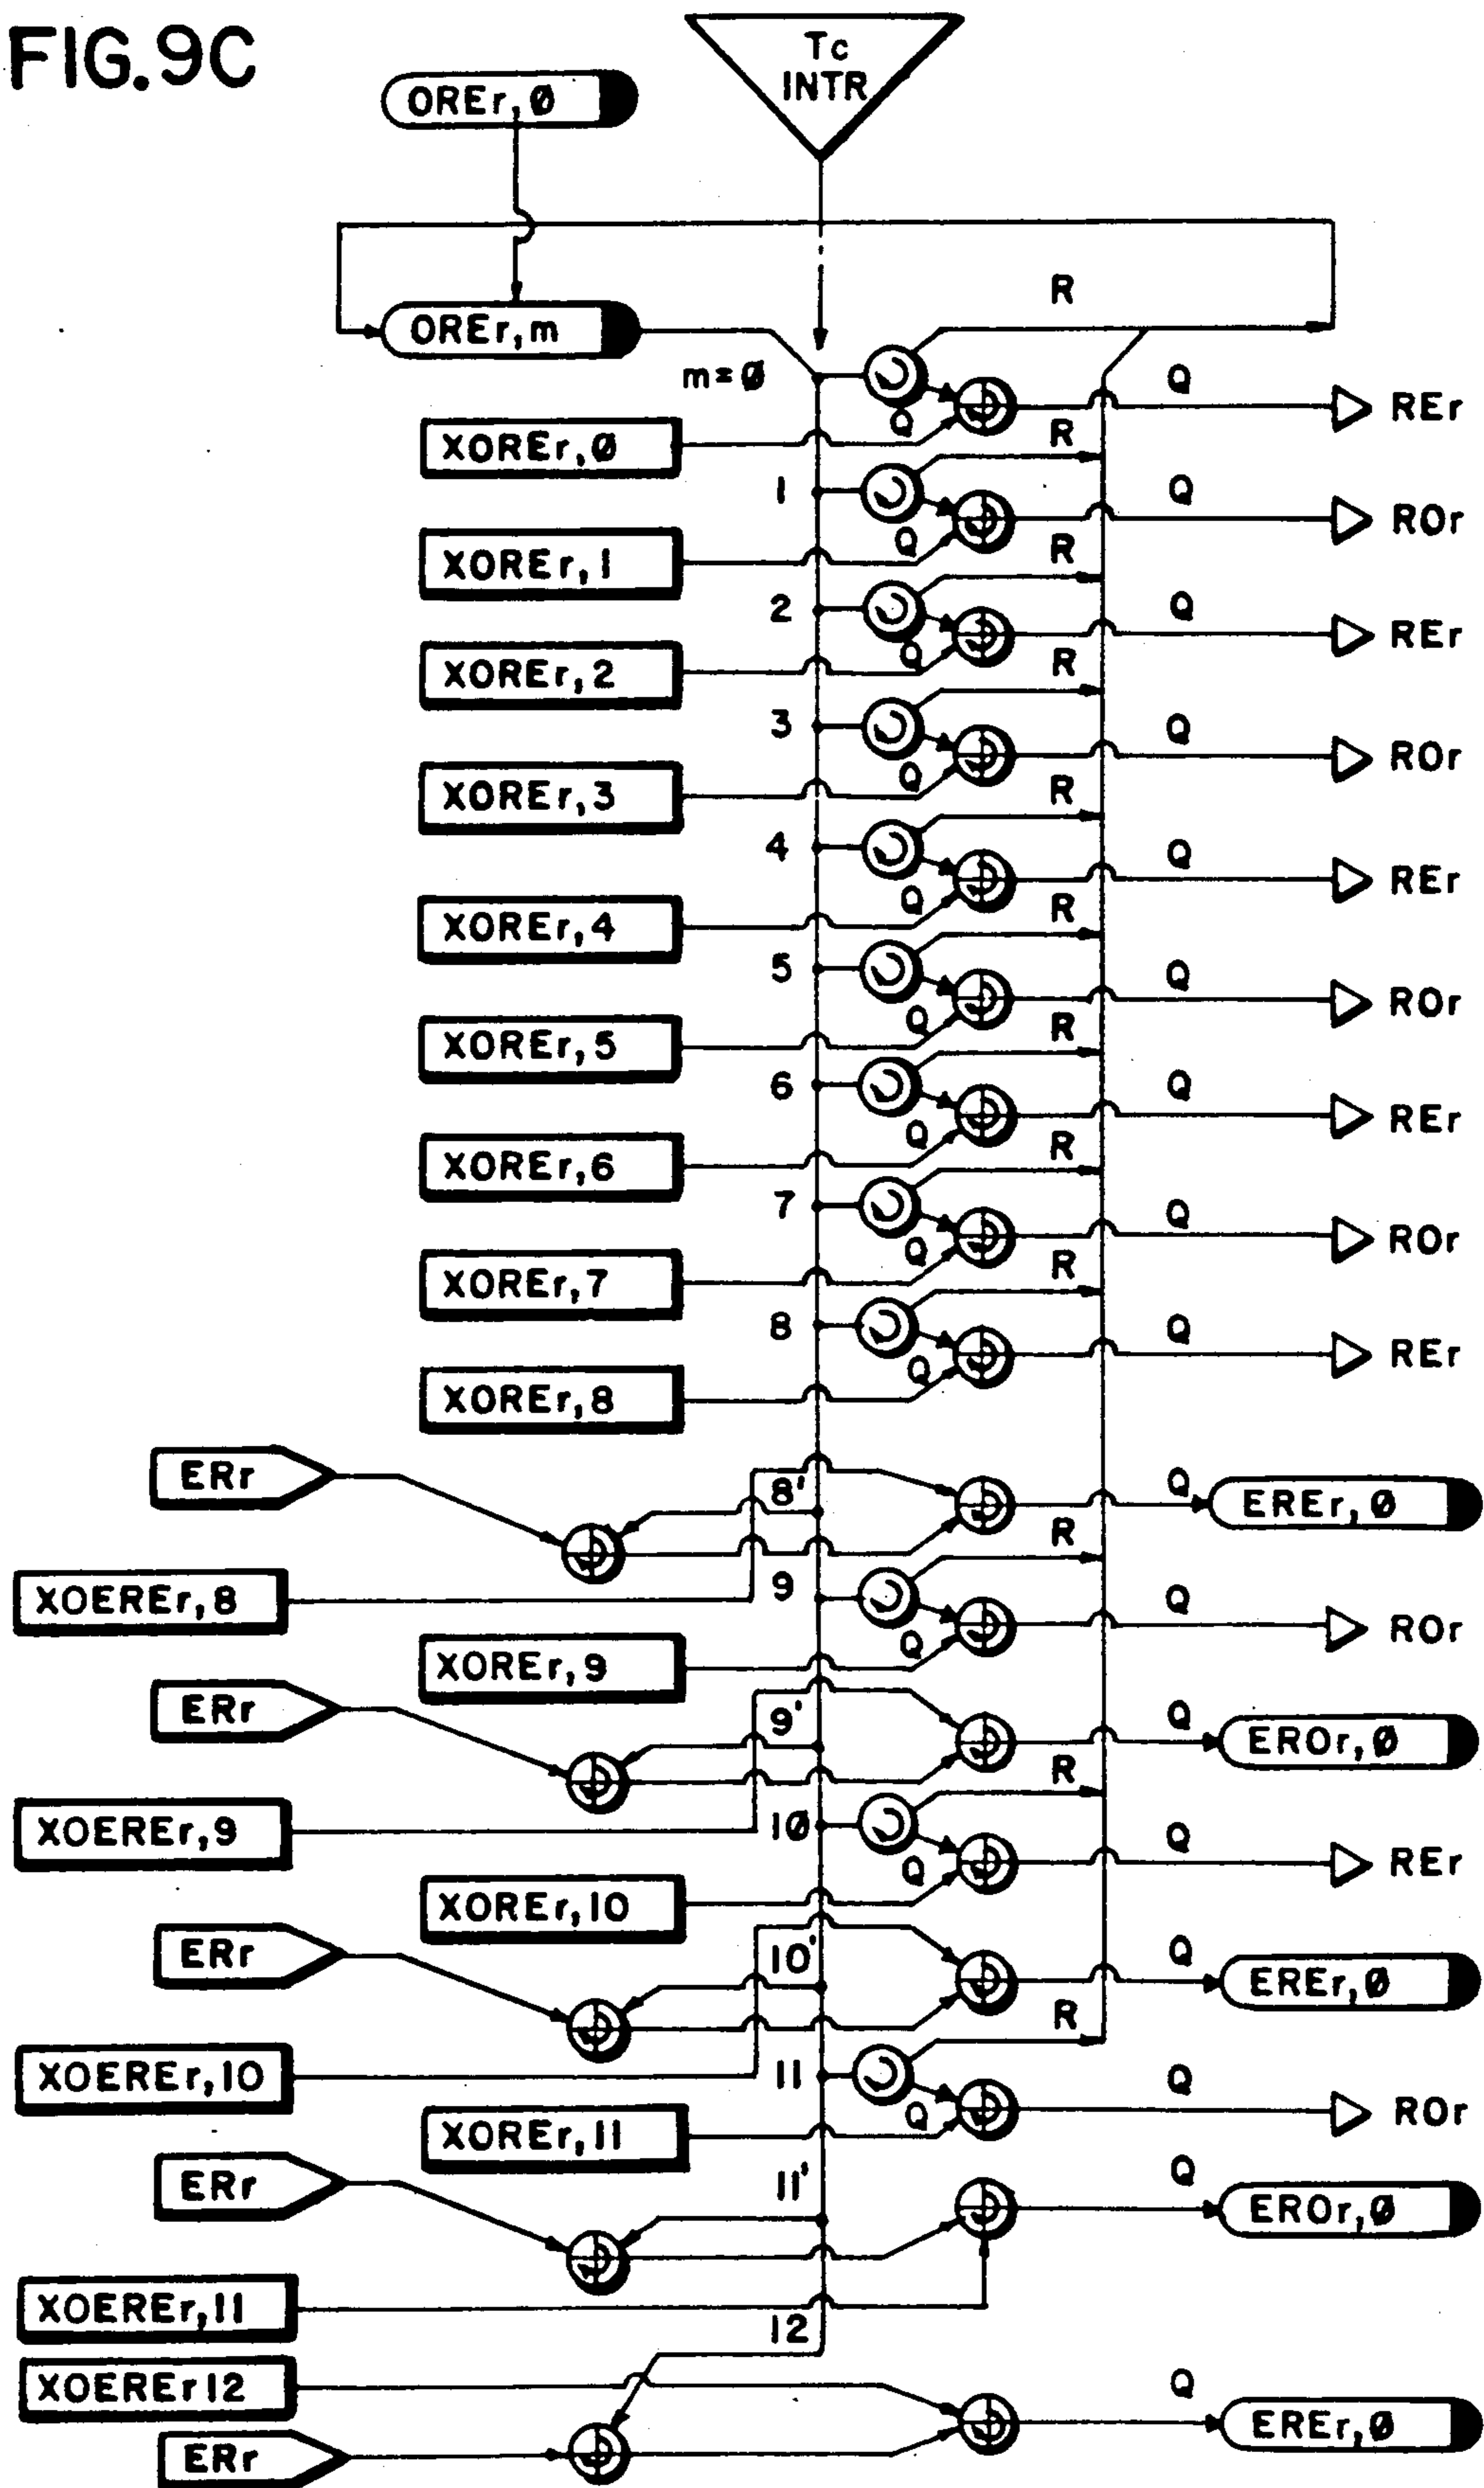 FIG.9C
Tc
INTR
OREr,Ø
R
OREr,m
m=Ø
Q
Q
REr
XOREr,Ø
R
1
Q
Q
ROr
XOREr,1
R
2
Q
Q
REr
XOREr,2
R
3
Q
Q
ROr
XOREr,3
R
4
Q
Q
REr
XOREr,4
R
5
Q
Q
ROr
XOREr,5
R
6
Q
Q
REr
XOREr,6
R
7
Q
Q
ROr
XOREr,7
R
8
Q
Q
REr
XOREr,8
ERr
8'
Q
EREr,Ø
R
XOEREr,8
9
Q
Q
ROr
XOREr,9
ERr
9'
Q
EROr,Ø
R
XOEREr,9
1Ø
Q
Q
REr
XOREr,10
ERr
10'
Q
EREr,Ø
R
XOEREr,10
11
Q
Q
ROr
XOREr,11
ERr
11'
Q
EROr,Ø
XOEREr,11
12
XOEREr12
Q
EREr,Ø
ERr